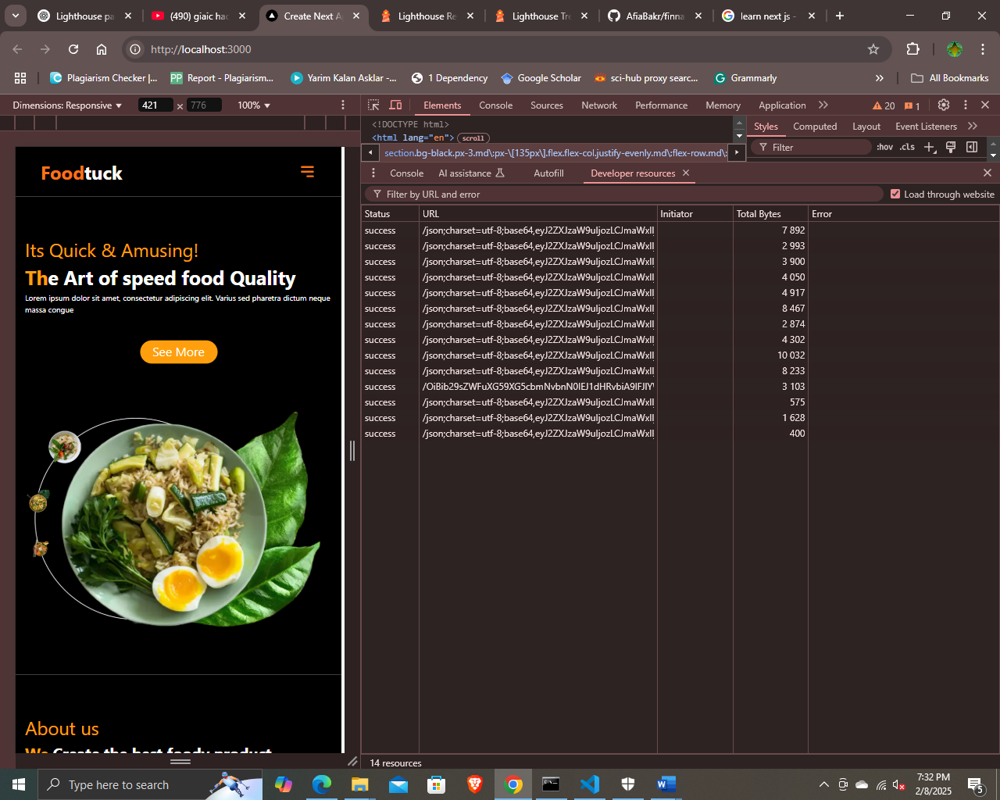 Lighthouse pa
(490) giaic hac
Create Next Ap
Lighthouse Re
Lighthouse Tre
AfiaBakr/finna
learn next js -
http://localhost:3000
Plagiarism Checker |...
Report - Plagiarism...
Yarim Kalan Asklar -...
1 Dependency
Google Scholar
sci-hub proxy searc...
Grammarly
All Bookmarks
Dimensions: Responsive 421 x 776 100%
Elements Console Sources Network Performance Memory Application 20 1
<!DOCTYPE html>
<html lang="en"> scroll
section.bg-black.px-3.md\:px-\[135px\].flex.flex-col.justify-evenly.md\:flex-row.md\:
Styles Computed Layout Event Listeners
Filter :hov .cls
Console AI assistance Autofill Developer resources
Filter by URL and error Load through website
Status URL Initiator Total Bytes Error
success /json;charset=utf-8;base64,eyJ2ZXJzaW9uIjozLCJmaWxlI 7 892
success /json;charset=utf-8;base64,eyJ2ZXJzaW9uIjozLCJmaWxlI 2 993
success /json;charset=utf-8;base64,eyJ2ZXJzaW9uIjozLCJmaWxlI 3 900
success /json;charset=utf-8;base64,eyJ2ZXJzaW9uIjozLCJmaWxlI 4 050
success /json;charset=utf-8;base64,eyJ2ZXJzaW9uIjozLCJmaWxlI 4 917
success /json;charset=utf-8;base64,eyJ2ZXJzaW9uIjozLCJmaWxlI 8 467
success /json;charset=utf-8;base64,eyJ2ZXJzaW9uIjozLCJmaWxlI 2 874
success /json;charset=utf-8;base64,eyJ2ZXJzaW9uIjozLCJmaWxlI 4 302
success /json;charset=utf-8;base64,eyJ2ZXJzaW9uIjozLCJmaWxlI 10 032
success /json;charset=utf-8;base64,eyJ2ZXJzaW9uIjozLCJmaWxlI 8 233
success /OiBib29sZWFuXG59XG5cbmNvbnN0IEJ1dHRvbiA9IFJlY 3 103
success /json;charset=utf-8;base64,eyJ2ZXJzaW9uIjozLCJmaWxlI 575
success /json;charset=utf-8;base64,eyJ2ZXJzaW9uIjozLCJmaWxlI 1 628
success /json;charset=utf-8;base64,eyJ2ZXJzaW9uIjozLCJmaWxlI 400
14 resources
Foodtuck
Its Quick & Amusing!
The Art of speed food Quality
Lorem ipsum dolor sit amet, consectetur adipiscing elit. Varius sed pharetra dictum neque
massa congue
See More
About us
We Create the best foody product
Type here to search
7:32 PM
2/8/2025
5